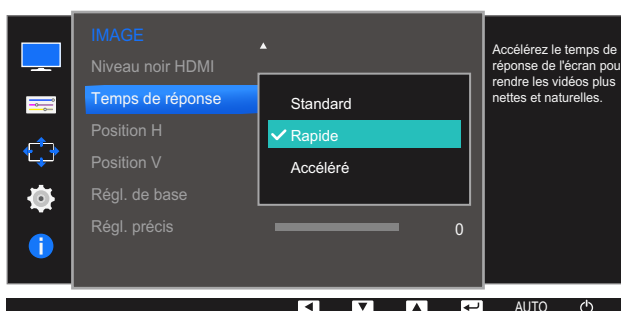 IMAGE
Niveau noir HDMI
Temps de réponse
Position H
Position V
Régl. de base
Régl. précis
Standard
Rapide
Accéléré
0
Accélérez le temps de
réponse de l'écran pou
rendre les vidéos plus
nettes et naturelles.
AUTO